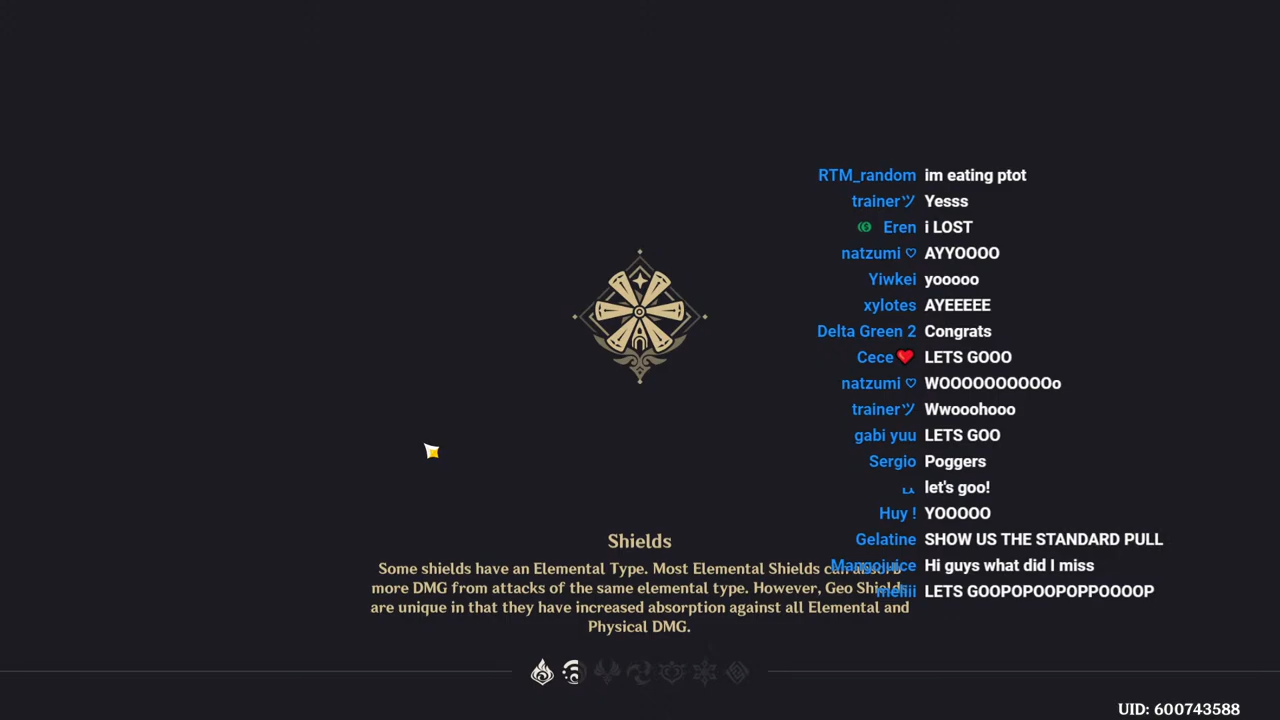 RTM_random im eating ptot
trainerツ Yesss
Eren i LOST
natzumi ♡ AYYOOOO
Yiwkei yooooo
xylotes AYEEEEE
Delta Green 2 Congrats
Cece❤️ LETS GOOO
natzumi ♡ WOOOOOOOOOOo
trainerツ Wwooohooo
gabi yuu LETS GOO
Sergio Poggers
let's goo!
Huy ! YOOOOO
Gelatine SHOW US THE STANDARD PULL
Mangojuice Hi guys what did I miss
meliii LETS GOOPOPOOPOPPOOOOP
Shields
Some shields have an Elemental Type. Most Elemental Shields can absorb
more DMG from attacks of the same elemental type. However, Geo Shields
are unique in that they have increased absorption against all Elemental and
Physical DMG.
UID: 600743588